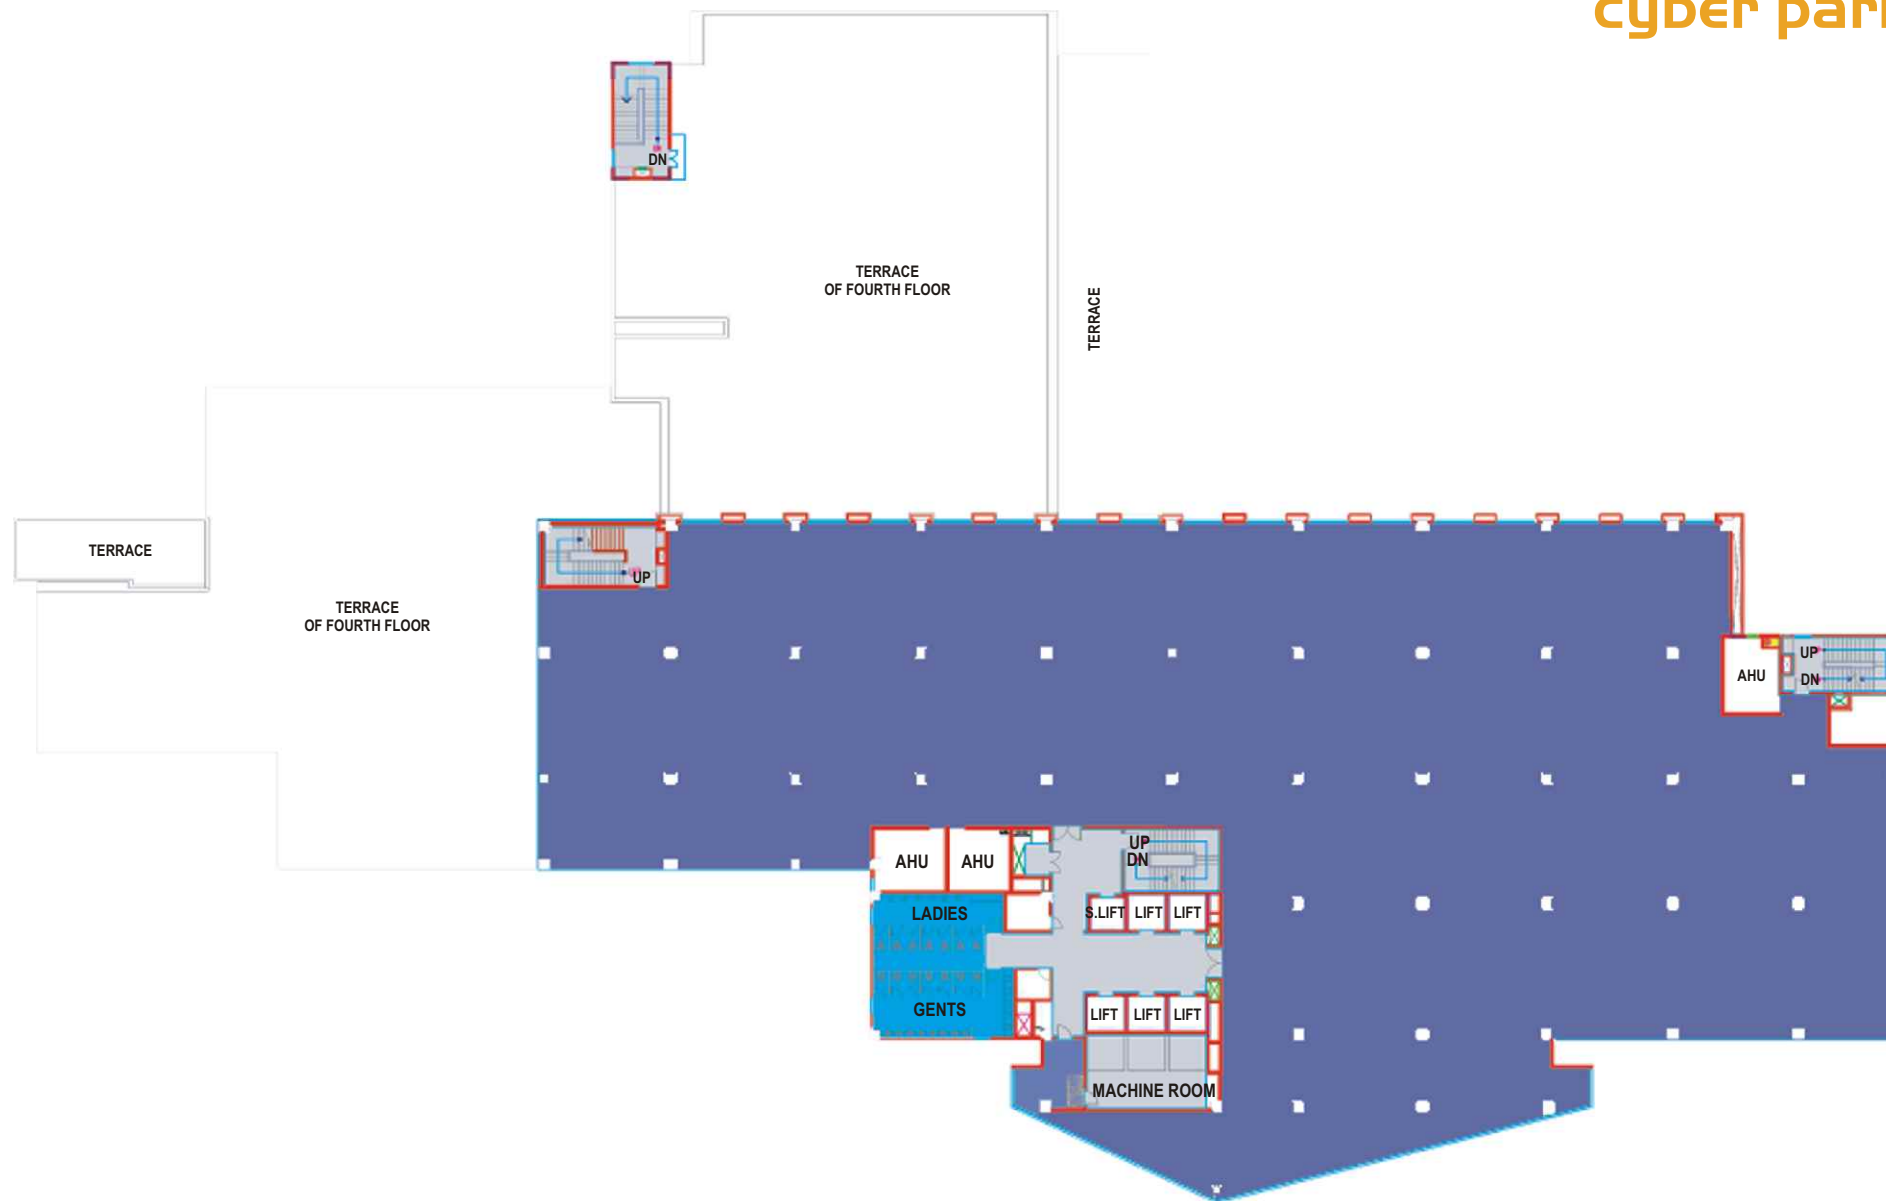 cyber park
DN
TERRACE
OF FOURTH FLOOR
TERRACE
TERRACE
UP
TERRACE
OF FOURTH FLOOR
UP
DN
AHU
UP
DN
AHU
AHU
LADIES
S.LIFT
LIFT
LIFT
GENTS
LIFT
LIFT
LIFT
MACHINE ROOM